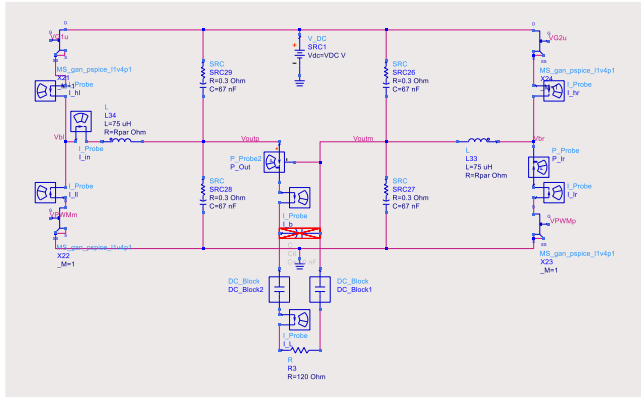 VG1u
D
V_DC
SRC1
Vdc=VDC V
D
VG2u
MS_gan_pspice_l1v4p1
X21
SRC
SRC29
R=0.3 Ohm
C=67 nF
SRC
SRC26
R=0.3 Ohm
C=67 nF
MS_gan_pspice_l1v4p1
X24
I_Probe
I_hl
I_Probe
I_hr
L
L34
L=75 uH
R=Rpar Ohm
Vbl
I_Probe
I_in
Voutp
Voutm
Vbr
L
L33
L=75 uH
R=Rpar Ohm
P_Probe2
P_Out
P_Probe
P_lr
I_Probe
I_ll
SRC
SRC28
R=0.3 Ohm
C=67 nF
SRC
SRC27
R=0.3 Ohm
C=67 nF
I_Probe
I_lr
VPWMm
I_Probe
I_b
VPWMp
MS_gan_pspice_l1v4p1
X22
_M=1
MS_gan_pspice_l1v4p1
X23
_M=1
DC_Block
DC_Block2
DC_Block
DC_Block1
I_Probe
I_L
R
R3
R=120 Ohm